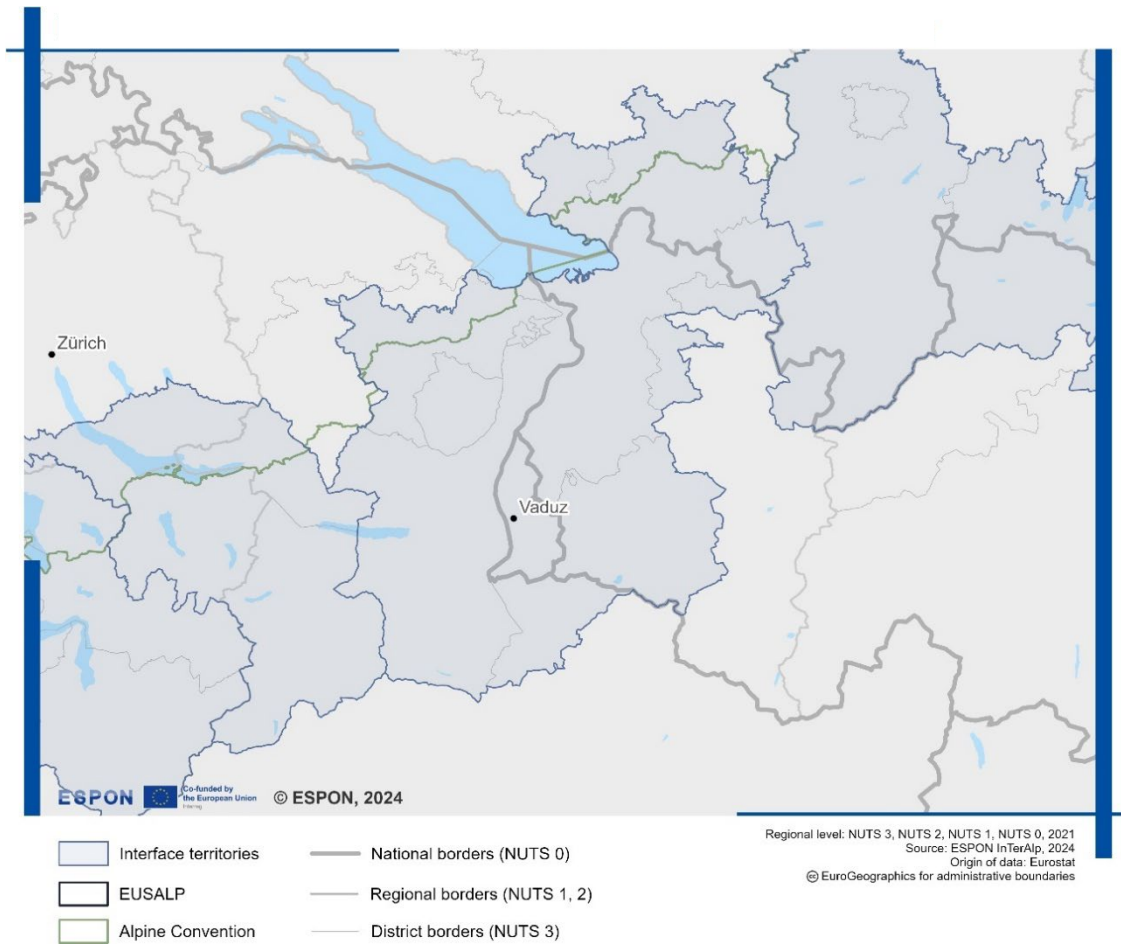 Zürich
Vaduz
ESPON
Co-funded by
the European Union
Interreg
© ESPON, 2024
Regional level: NUTS 3, NUTS 2, NUTS 1, NUTS 0, 2021
Source: ESPON InTerAlp, 2024
Origin of data: Eurostat
(cc) EuroGeographics for administrative boundaries
Interface territories
EUSALP
Alpine Convention
National borders (NUTS 0)
Regional borders (NUTS 1, 2)
District borders (NUTS 3)